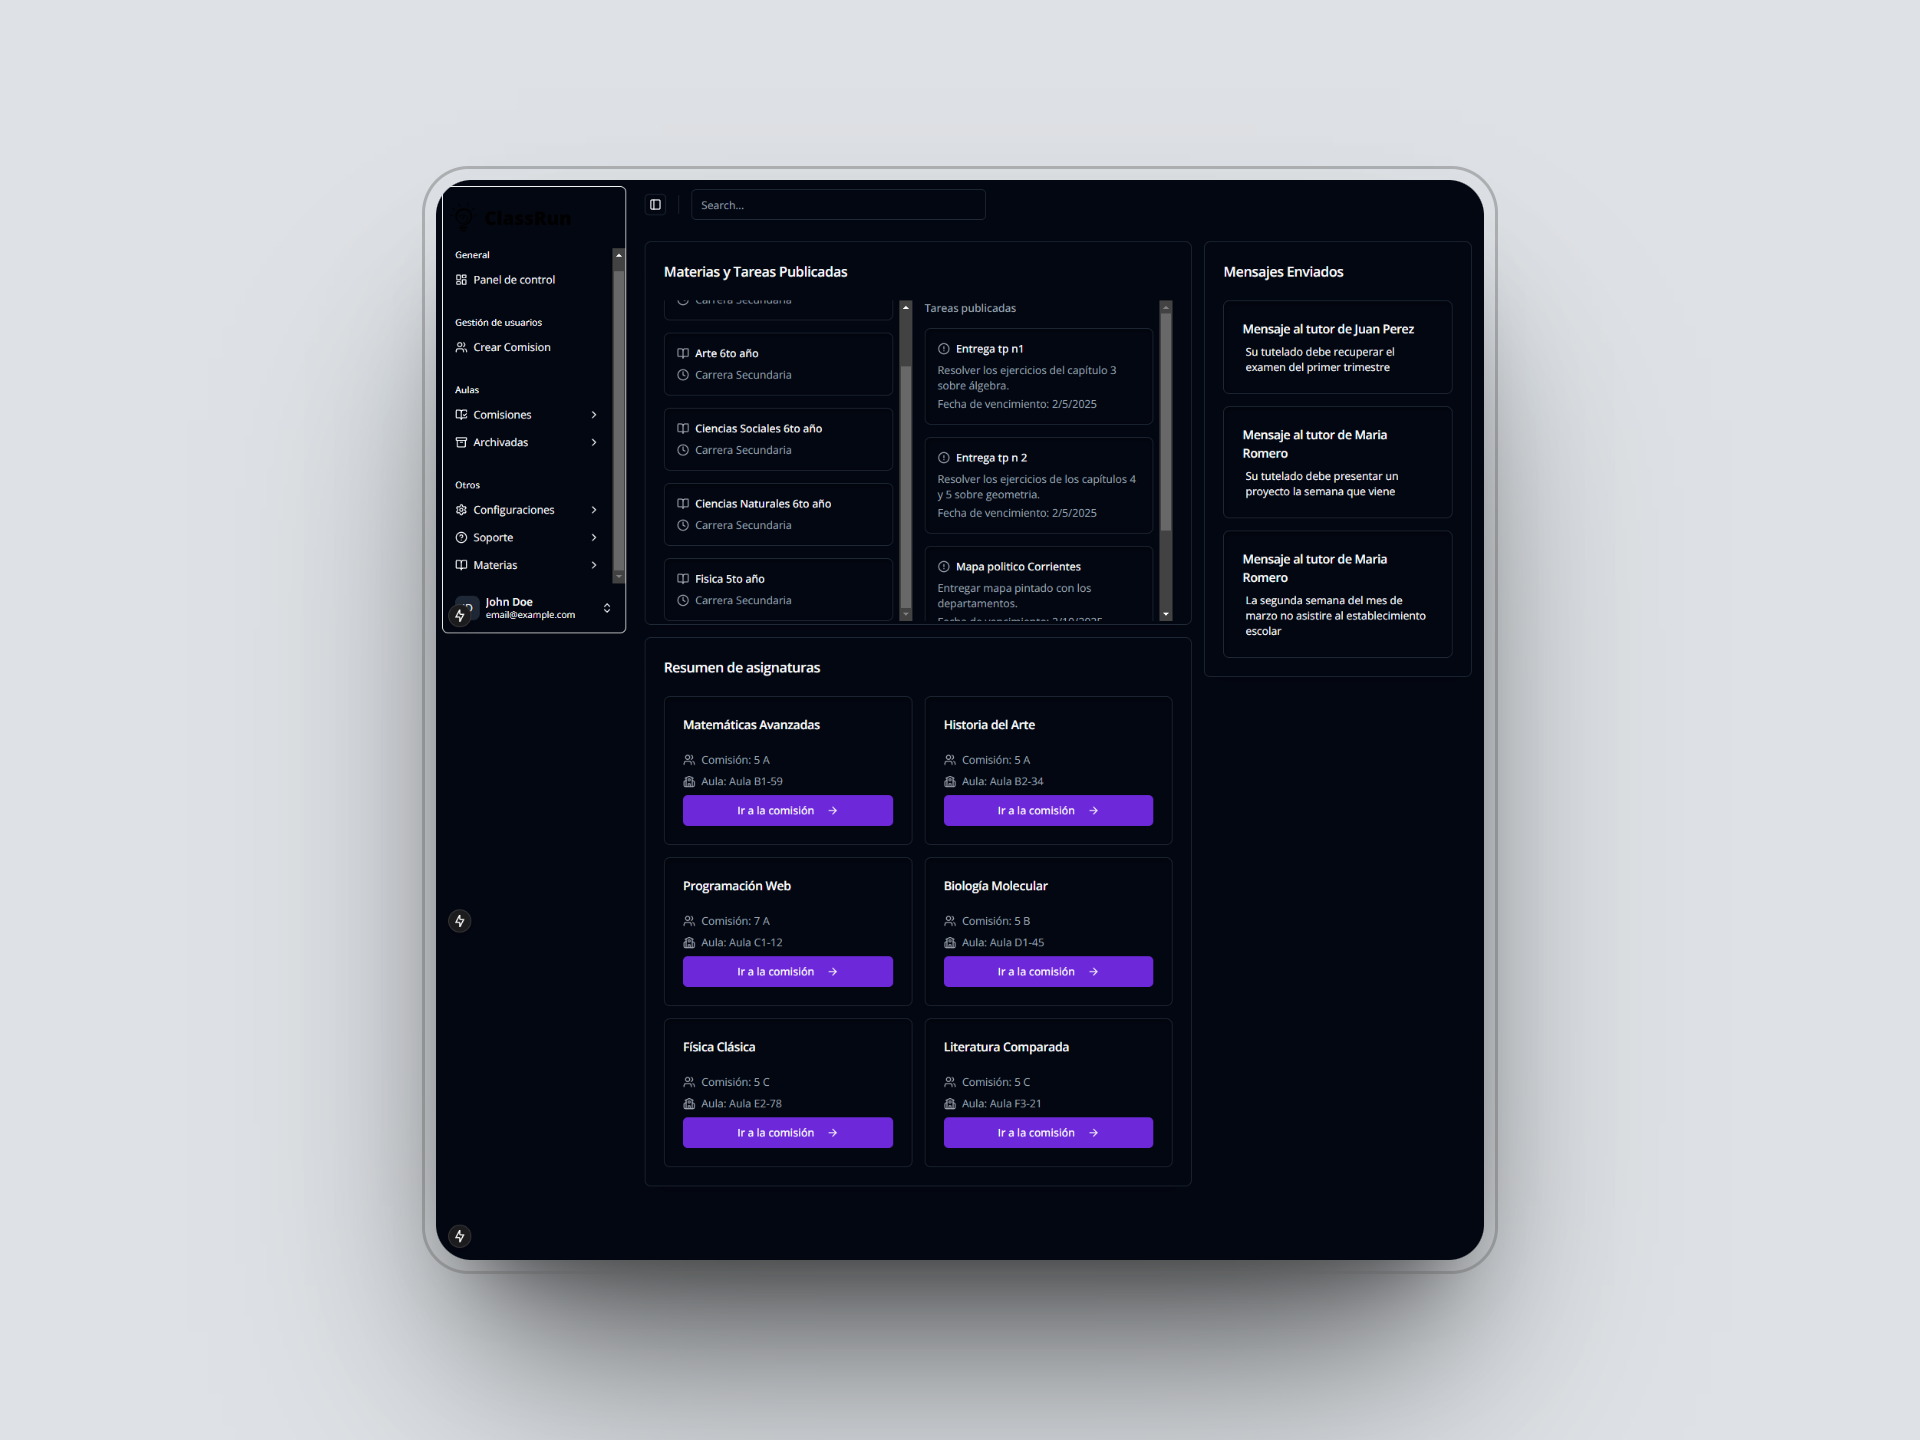 ClassRun
General
Panel de control
Gestión de usuarios
Crear Comision
Aulas
Comisiones
Archivadas
Otros
Configuraciones
Soporte
Materias
John Doe
email@example.com
Search...
Materias y Tareas Publicadas
Carrera Secundaria
Arte 6to año
Carrera Secundaria
Ciencias Sociales 6to año
Carrera Secundaria
Ciencias Naturales 6to año
Carrera Secundaria
Fisica 5to año
Carrera Secundaria
Tareas publicadas
Entrega tp n1
Resolver los ejercicios del capítulo 3
sobre álgebra.
Fecha de vencimiento: 2/5/2025
Entrega tp n 2
Resolver los ejercicios de los capítulos 4
y 5 sobre geometria.
Fecha de vencimiento: 2/5/2025
Mapa politico Corrientes
Entregar mapa pintado con los
departamentos.
Fecha de vencimiento: 2/10/2025
Mensajes Enviados
Mensaje al tutor de Juan Perez
Su tutelado debe recuperar el
examen del primer trimestre
Mensaje al tutor de Maria
Romero
Su tutelado debe presentar un
proyecto la semana que viene
Mensaje al tutor de Maria
Romero
La segunda semana del mes de
marzo no asistire al establecimiento
escolar
Resumen de asignaturas
Matemáticas Avanzadas
Comisión: 5 A
Aula: Aula B1-59
Ir a la comisión
Historia del Arte
Comisión: 5 A
Aula: Aula B2-34
Ir a la comisión
Programación Web
Comisión: 7 A
Aula: Aula C1-12
Ir a la comisión
Biología Molecular
Comisión: 5 B
Aula: Aula D1-45
Ir a la comisión
Física Clásica
Comisión: 5 C
Aula: Aula E2-78
Ir a la comisión
Literatura Comparada
Comisión: 5 C
Aula: Aula F3-21
Ir a la comisión